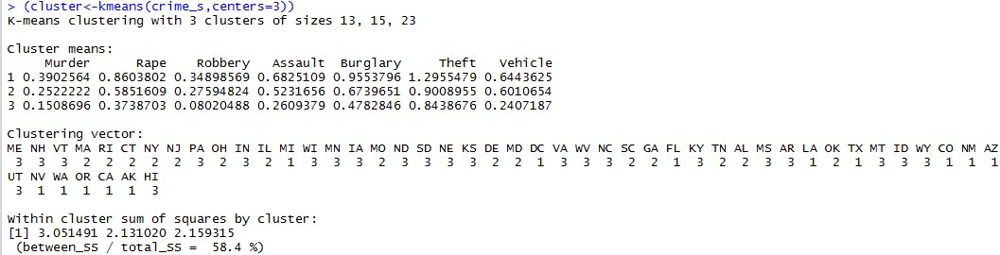 > (cluster<-kmeans(crime_s,centers=3))
K-means clustering with 3 clusters of sizes 13, 15, 23
Cluster means:
Murder Rape Robbery Assault Burglary Theft Vehicle
1 0.3902564 0.8603802 0.34898569 0.6825109 0.9553796 1.2955479 0.6443625
2 0.2522222 0.5851609 0.27594824 0.5231656 0.6739651 0.9008955 0.6010654
3 0.1508696 0.3738703 0.08020488 0.2609379 0.4782846 0.8438676 0.2407187
Clustering vector:
ME NH VT MA RI CT NY NJ PA OH IN IL MI WI MN IA MO ND SD NE KS DE MD DC VA WV NC SC GA FL KY TN AL MS AR LA OK TX MT ID WY CO NM AZ
3 3 3 2 2 2 2 2 3 2 3 2 1 3 3 3 2 3 3 3 3 2 2 1 3 3 3 2 2 1 3 2 2 3 3 1 2 1 3 3 3 1 1 1
UT NV WA OR CA AK HI
3 1 1 1 1 1 3
Within cluster sum of squares by cluster:
[1] 3.051491 2.131020 2.159315
(between_SS / total_SS = 58.4 %)